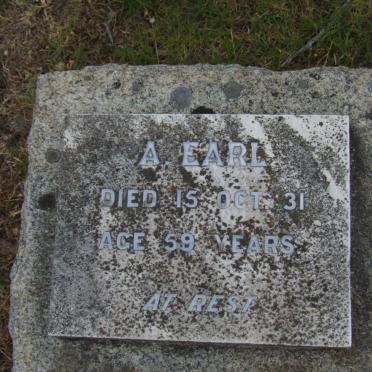 A EARL
DIED 15 OCT 31
AGE 59 YEARS
AT REST